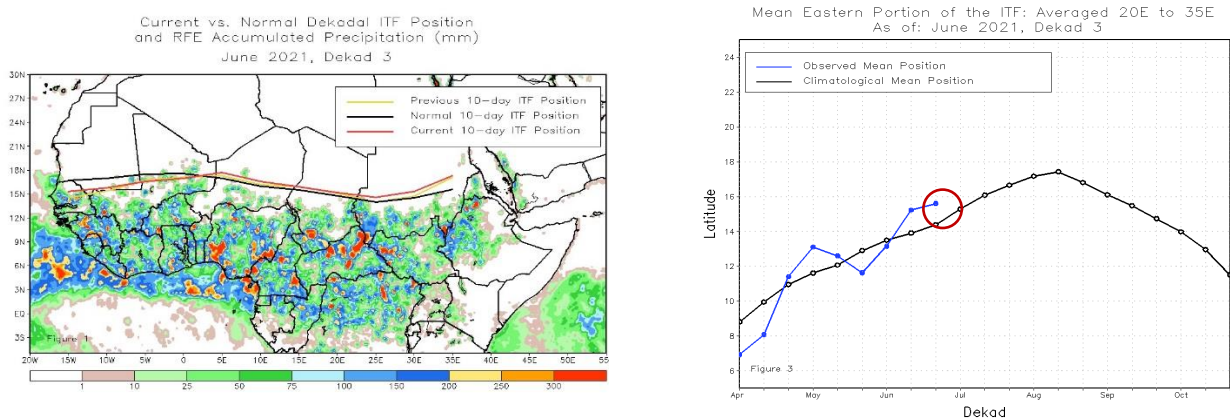 Current vs. Normal Dekadal ITF Position
and RFE Accumulated Precipitation (mm)
June 2021, Dekad 3
30N
27N
24N
21N
18N
15N
12N
9N
6N
3N
EQ
3S
Previous 10-day ITF Position
Normal 10-day ITF Position
Current 10-day ITF Position
Figure 1
20W 15W 10W 5W 0 5E 10E 15E 20E 25E 30E 35E 40E 45E 50E 55E
1 10 25 50 75 100 150 200 250 300
Mean Eastern Portion of the ITF: Averaged 20E to 35E
As of: June 2021, Dekad 3
Observed Mean Position
Climatological Mean Position
Latitude
22
20
18
16
14
12
10
8
6
Figure 3
Apr May Jun Jul Aug Sep Oct
Dekad